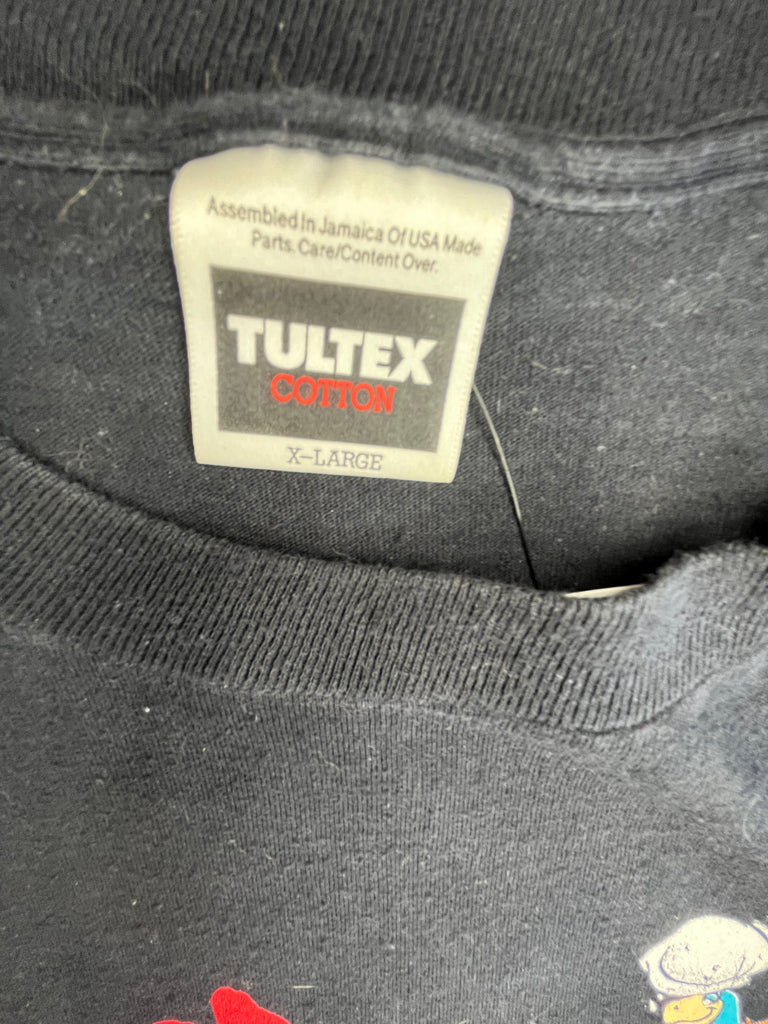 Assembled In Jamaica Of USA Made
Parts. Care/Content Over.
TULTEX
COTTON
X-LARGE